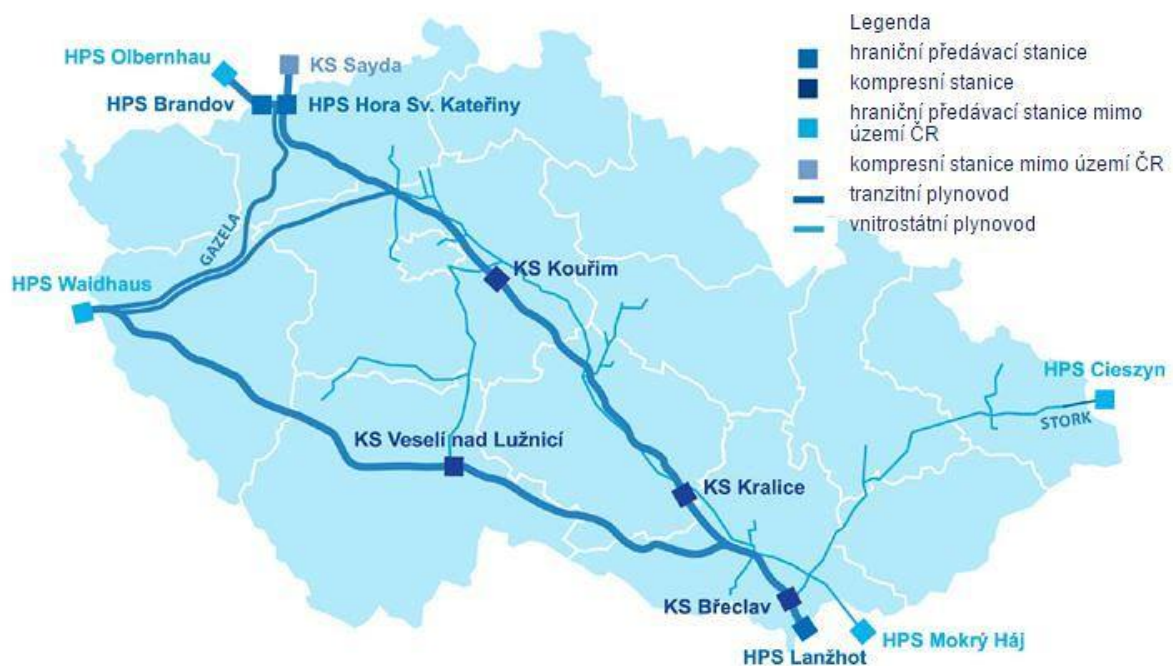 Legenda
hraniční předávací stanice
kompresní stanice
hraniční předávací stanice mimo
území ČR
kompresní stanice mimo území ČR
tranzitní plynovod
vnitrostátní plynovod
HPS Olbernhau
KS Sayda
HPS Brandov
HPS Hora Sv. Kateřiny
GAZELA
KS Kouřim
HPS Waidhaus
HPS Cieszyn
STORK
KS Veselí nad Lužnicí
KS Kralice
KS Břeclav
HPS Mokrý Háj
HPS Lanžhot